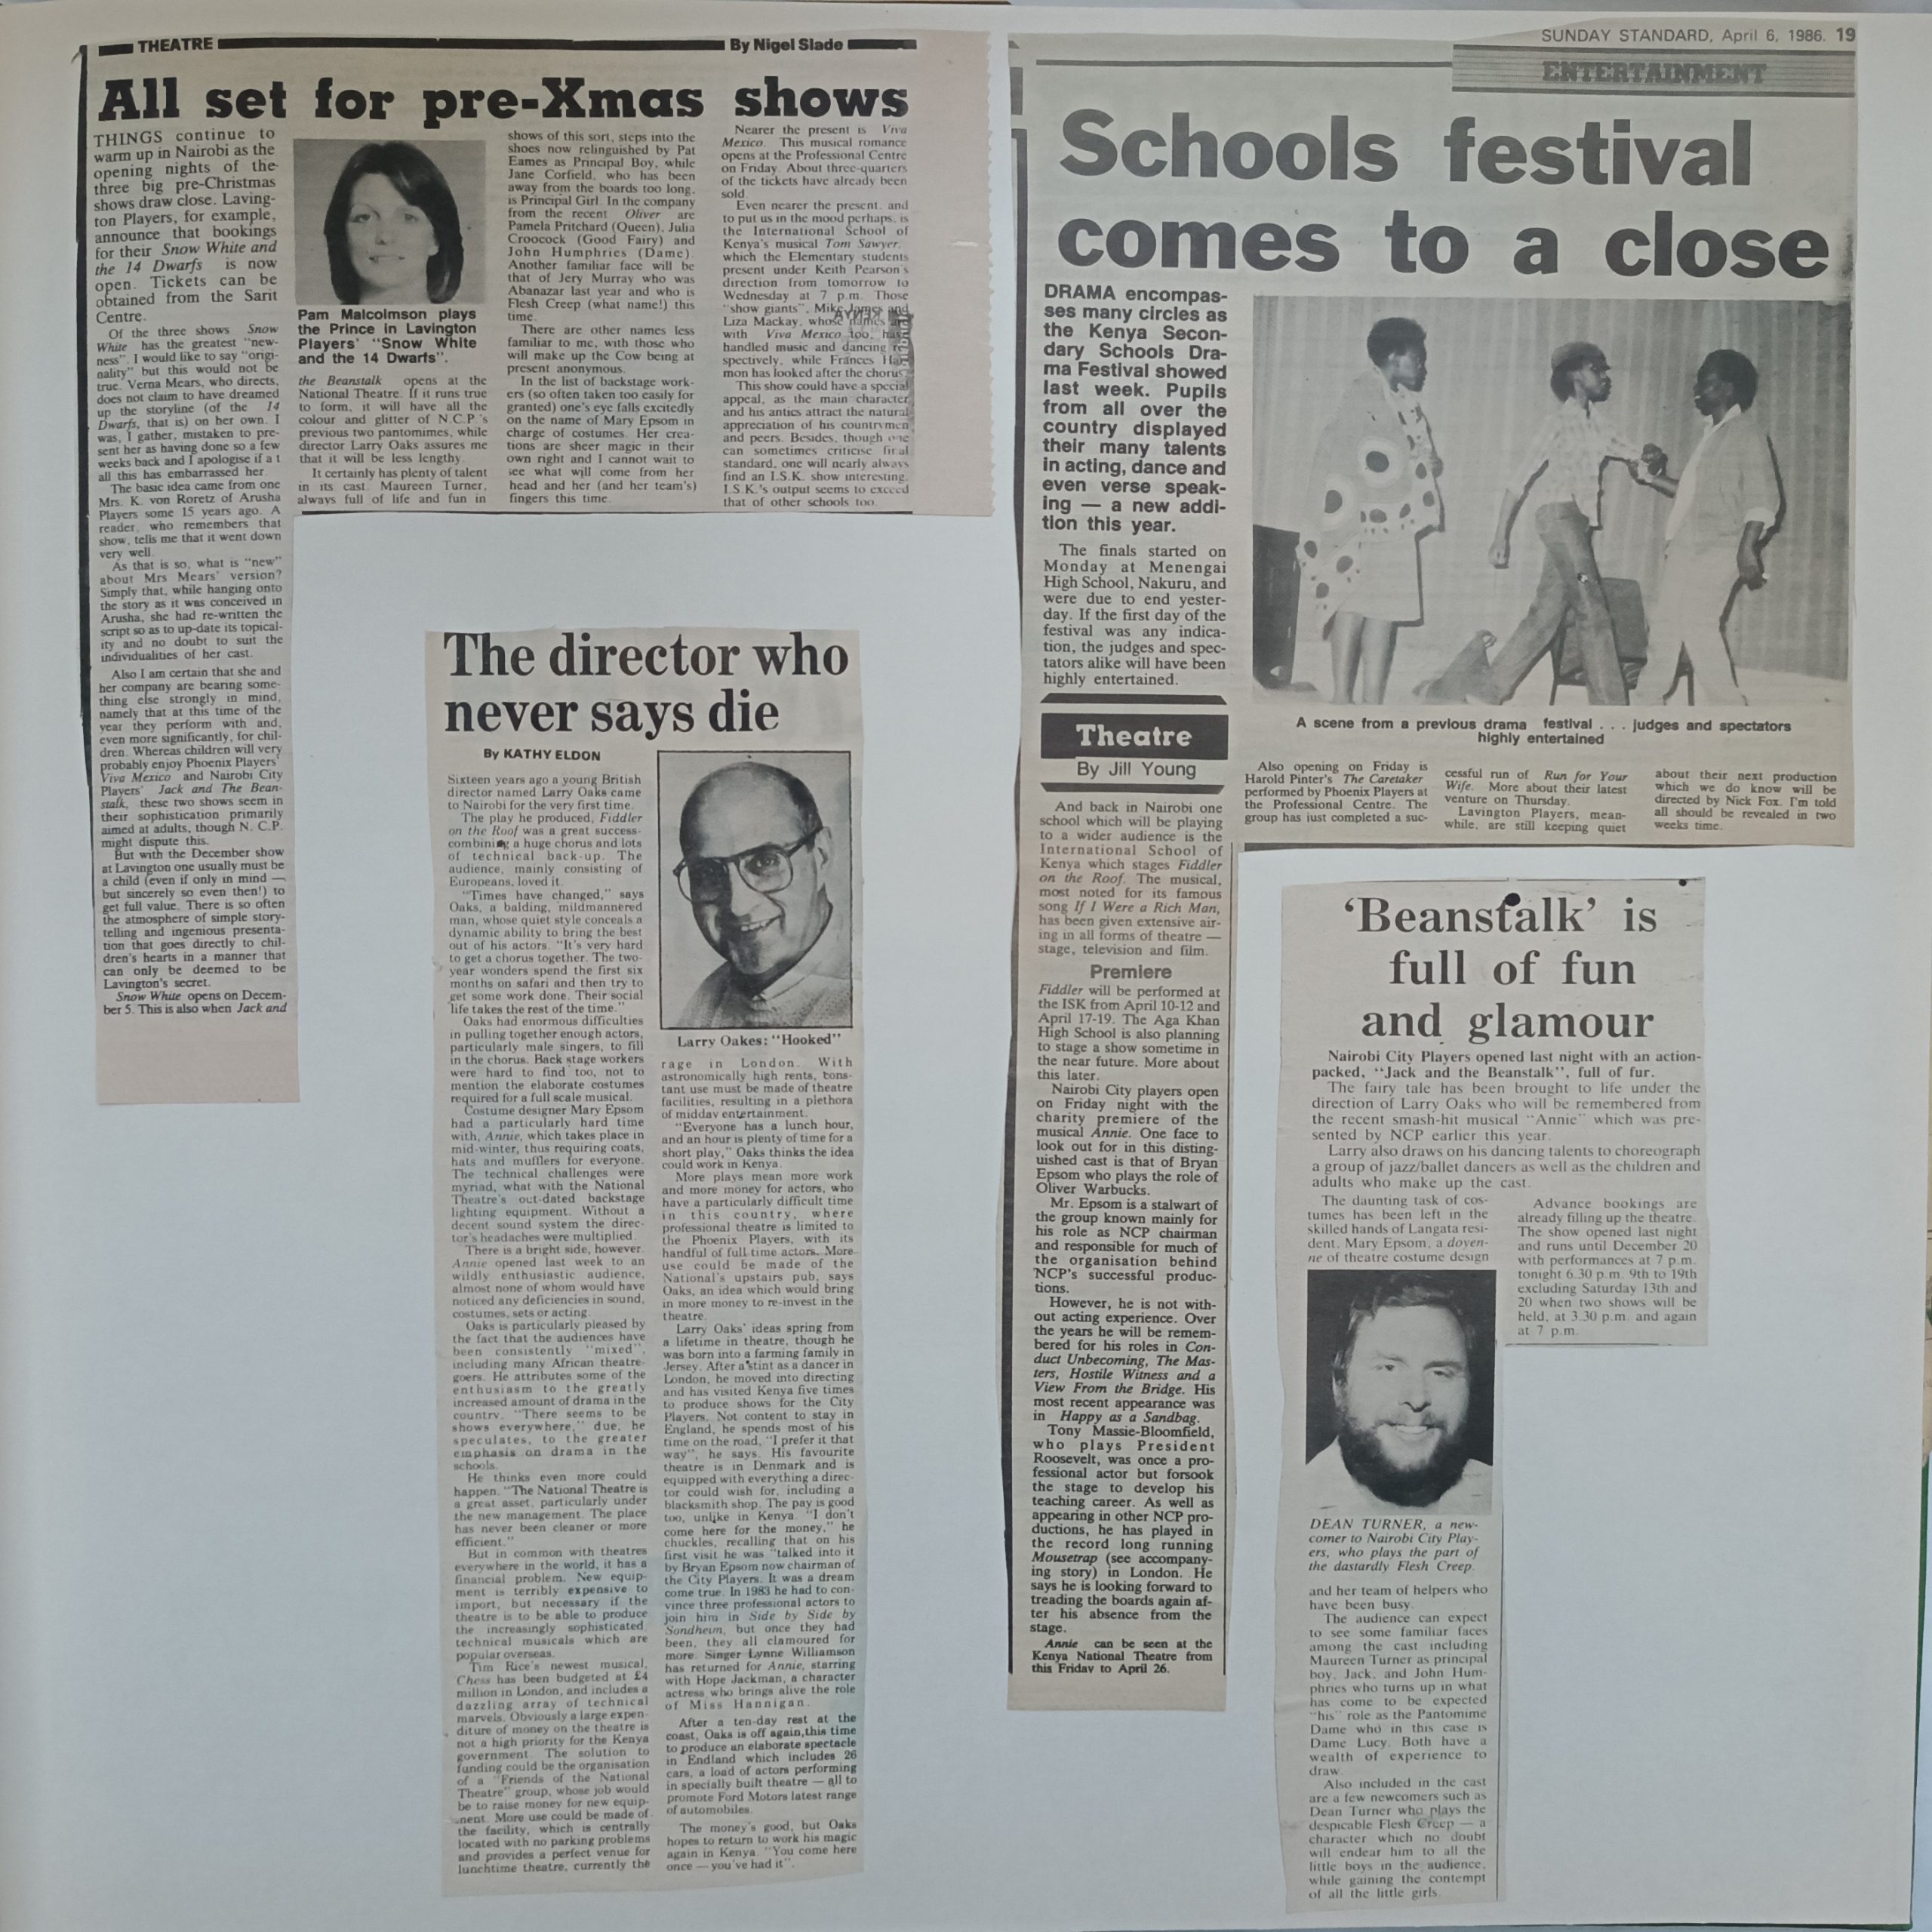 THEATRE
By Nigel Slade
All set for pre-Xmas shows
THINGS continue to
warm up in Nairobi as the
opening nights of the
three big pre-Christmas
shows draw close. Laving-
ton Players, for example,
announce that bookings
for their Snow White and
the 14 Dwarfs is now
open. Tickets can be
obtained from the Sarit
Centre.
Of the three shows Snow
White has the greatest "new-
ness". I would like to say "origi-
nality" but this would not be
true. Verna Mears, who directs,
does not claim to have dreamed
up the storyline (of the 14
Dwarfs, that is) on her own. I
was, I gather, mistaken to pre-
sent her as having done so a few
weeks back and I apologise if at
all this has embarrassed her.
The basic idea came from one
Mrs. K. von Roretz of Arusha
Players some 15 years ago. A
reader, who remembers that
show, tells me that it went down
very well.
As that is so, what is "new"
about Mrs Mears' version?
Simply that, while hanging onto
the story as it was conceived in
Arusha, she had re-written the
script so as to up-date its topical-
ity and no doubt to suit the
individualities of her cast.
Also I am certain that she and
her company are bearing some-
thing else strongly in mind,
namely that at this time of the
year they perform with and,
even more significantly, for chil-
dren. Whereas children will very
probably enjoy Phoenix Players'
Viva Mexico and Nairobi City
Players' Jack and The Bean-
stalk, these two shows seem in
their sophistication primarily
aimed at adults, though N. C.P.
might dispute this.
But with the December show
at Lavington one usually must be
a child (even if only in mind —
but sincerely so even then!) to
get full value. There is so often
the atmosphere of simple story-
telling and ingenious presenta-
tion that goes directly to chil-
dren's hearts in a manner that
can only be deemed to be
Lavington's secret.
Snow White opens on Decem-
ber 5. This is also when Jack and
Pam Malcolmson plays
the Prince in Lavington
Players' "Snow White
and the 14 Dwarfs".
the Beanstalk opens at the
National Theatre. If it runs true
to form, it will have all the
colour and glitter of N.C.P.'s
previous two pantomimes, while
director Larry Oaks assures me
that it will be less lengthy.
It certainly has plenty of talent
in its cast. Maureen Turner,
always full of life and fun in
shows of this sort, steps into the
shoes now relinguished by Pat
Eames as Principal Boy, while
Jane Corfield, who has been
away from the boards too long,
is Principal Girl. In the company
from the recent Oliver are
Pamela Pritchard (Queen), Julia
Croocock (Good Fairy) and
John Humphries (Dame).
Another familiar face will be
that of Jery Murray who was
Abanazar last year and who is
Flesh Creep (what name!) this
time.
There are other names less
familiar to me, with those who
will make up the Cow being at
present anonymous.
In the list of backstage work-
ers (so often taken too easily for
granted) one's eye falls excitedly
on the name of Mary Epsom in
charge of costumes. Her crea-
tions are sheer magic in their
own right and I cannot wait to
see what will come from her
head and her (and her team's)
fingers this time.
Nearer the present is Viva
Mexico. This musical romance
opens at the Professional Centre
on Friday. About three-quarters
of the tickets have already been
sold.
Even nearer the present, and
to put us in the mood perhaps, is
the International School of
Kenya's musical Tom Sawyer,
which the Elementary students
present under Keith Pearson's
direction from tomorrow to
Wednesday at 7 p.m. Those
"show giants", Mike James and
Liza Mackay, whose names
with Viva Mexico too, have
handled music and dancing re-
spectively, while Frances Har-
mon has looked after the chorus.
This show could have a special
appeal, as the main character
and his antics attract the natural
appreciation of his countrymen
and peers. Besides, though one
can sometimes criticise final
standard, one will nearly always
find an I.S.K. show interesting.
I.S.K.'s output seems to exceed
that of other schools too.
The director who
never says die
By KATHY ELDON
Sixteen years ago a young British
director named Larry Oaks came
to Nairobi for the very first time.
The play he produced, Fiddler
on the Roof was a great success-
combining a huge chorus and lots
of technical back-up. The
audience, mainly consisting of
Europeans, loved it.
"Times have changed," says
Oaks, a balding, mildmannered
man, whose quiet style conceals a
dynamic ability to bring the best
out of his actors. "It's very hard
to get a chorus together. The two-
year wonders spend the first six
months on safari and then try to
get some work done. Their social
life takes the rest of the time."
Oaks had enormous difficulties
in pulling together enough actors,
particularly male singers, to fill
in the chorus. Back stage workers
were hard to find too, not to
mention the elaborate costumes
required for a full scale musical.
Costume designer Mary Epsom
had a particularly hard time
with, Annie, which takes place in
mid-winter, thus requiring coats,
hats and mufflers for everyone.
The technical challenges were
myriad, what with the National
Theatre's out-dated backstage
lighting equipment. Without a
decent sound system the direc-
tor's headaches were multiplied.
There is a bright side, however.
Annie opened last week to an
wildly enthusiastic audience,
almost none of whom would have
noticed any deficiencies in sound,
costumes, sets or acting.
Oaks is particularly pleased by
the fact that the audiences have
been consistently "mixed",
including many African theatre-
goers. He attributes some of the
enthusiasm to the greatly
increased amount of drama in the
country. "There seems to be
shows everywhere," due, he
speculates, to the greater
emphasis on drama in the
schools.
He thinks even more could
happen. "The National Theatre is
a great asset, particularly under
the new management. The place
has never been cleaner or more
efficient."
But in common with theatres
everywhere in the world, it has a
financial problem. New equip-
ment is terribly expensive to
import, but necessary if the
theatre is to be able to produce
the increasingly sophisticated
technical musicals which are
popular overseas.
Tim Rice's newest musical,
Chess has been budgeted at £4
million in London, and includes a
dazzling array of technical
marvels. Obviously a large expen-
diture of money on the theatre is
not a high priority for the Kenya
government. The solution to
funding could be the organisation
of a "Friends of the National
Theatre" group, whose job would
be to raise money for new equip-
ment. More use could be made of
the facility, which is centrally
located with no parking problems
and provides a perfect venue for
lunchtime theatre, currently the
Larry Oakes: "Hooked"
rage in London. With
astronomically high rents, cons-
tant use must be made of theatre
facilities, resulting in a plethora
of midday entertainment.
"Everyone has a lunch hour,
and an hour is plenty of time for a
short play," Oaks thinks the idea
could work in Kenya.
More plays mean more work
and more money for actors, who
have a particularly difficult time
in this country, where
professional theatre is limited to
the Phoenix Players, with its
handful of full time actors. More
use could be made of the
National's upstairs pub, says
Oaks, an idea which would bring
in more money to re-invest in the
theatre.
Larry Oaks' ideas spring from
a lifetime in theatre, though he
was born into a farming family in
Jersey. After a stint as a dancer in
London, he moved into directing
and has visited Kenya five times
to produce shows for the City
Players. Not content to stay in
England, he spends most of his
time on the road, "I prefer it that
way", he says. His favourite
theatre is in Denmark and is
equipped with everything a direc-
tor could wish for, including a
blacksmith shop. The pay is good
too, unlike in Kenya. "I don't
come here for the money," he
chuckles, recalling that on his
first visit he was "talked into it
by Bryan Epsom now chairman of
the City Players. It was a dream
come true. In 1983 he had to con-
vince three professional actors to
join him in Side by Side by
Sondheim, but once they had
been, they all clamoured for
more. Singer Lynne Williamson
has returned for Annie, starring
with Hope Jackman, a character
actress who brings alive the role
of Miss Hannigan.
After a ten-day rest at the
coast, Oaks is off again,this time
to produce an elaborate spectacle
in Endland which includes 26
cars, a load of actors performing
in specially built theatre — all to
promote Ford Motors latest range
of automobiles.
The money's good, but Oaks
hopes to return to work his magic
again in Kenya. "You come here
once — you've had it".
SUNDAY STANDARD, April 6, 1986. 19
ENTERTAINMENT
Schools festival
comes to a close
DRAMA encompas-
ses many circles as
the Kenya Secon-
dary Schools Dra-
ma Festival showed
last week. Pupils
from all over the
country displayed
their many talents
in acting, dance and
even verse speak-
ing — a new addi-
tion this year.
The finals started on
Monday at Menengai
High School, Nakuru, and
were due to end yester-
day. If the first day of the
festival was any indica-
tion, the judges and spec-
tators alike will have been
highly entertained.
A scene from a previous drama festival . . . judges and spectators
highly entertained
Theatre
By Jill Young
And back in Nairobi one
school which will be playing
to a wider audience is the
International School of
Kenya which stages Fiddler
on the Roof. The musical,
most noted for its famous
song If I Were a Rich Man,
has been given extensive air-
ing in all forms of theatre —
stage, television and film.
Premiere
Fiddler will be performed at
the ISK from April 10-12 and
April 17-19. The Aga Khan
High School is also planning
to stage a show sometime in
the near future. More about
this later.
Nairobi City players open
on Friday night with the
charity premiere of the
musical Annie. One face to
look out for in this disting-
uished cast is that of Bryan
Epsom who plays the role of
Oliver Warbucks.
Mr. Epsom is a stalwart of
the group known mainly for
his role as NCP chairman
and responsible for much of
the organisation behind
NCP's successful produc-
tions.
However, he is not with-
out acting experience. Over
the years he will be remem-
bered for his roles in Con-
duct Unbecoming, The Mas-
ters, Hostile Witness and a
View From the Bridge. His
most recent appearance was
in Happy as a Sandbag.
Tony Massie-Bloomfield,
who plays President
Roosevelt, was once a pro-
fessional actor but forsook
the stage to develop his
teaching career. As well as
appearing in other NCP pro-
ductions, he has played in
the record long running
Mousetrap (see accompany-
ing story) in London. He
says he is looking forward to
treading the boards again af-
ter his absence from the
stage.
Annie can be seen at the
Kenya National Theatre from
this Friday to April 26.
Also opening on Friday is
Harold Pinter's The Caretaker
performed by Phoenix Players at
the Professional Centre. The
group has just completed a suc-
cessful run of Run for Your
Wife. More about their latest
venture on Thursday.
Lavington Players, mean-
while, are still keeping quiet
about their next production
which we do know will be
directed by Nick Fox. I'm told
all should be revealed in two
weeks time.
'Beanstalk' is
full of fun
and glamour
Nairobi City Players opened last night with an action-
packed, "Jack and the Beanstalk", full of fur.
The fairy tale has been brought to life under the
direction of Larry Oaks who will be remembered from
the recent smash-hit musical "Annie" which was pre-
sented by NCP earlier this year.
Larry also draws on his dancing talents to choreograph
a group of jazz/ballet dancers as well as the children and
adults who make up the cast.
The daunting task of cos-
tumes has been left in the
skilled hands of Langata resi-
dent, Mary Epsom, a doyen-
ne of theatre costume design
DEAN TURNER, a new-
comer to Nairobi City Play-
ers, who plays the part of
the dastardly Flesh Creep.
and her team of helpers who
have been busy.
The audience can expect
to see some familiar faces
among the cast including
Maureen Turner as principal
boy, Jack, and John Hum-
phries who turns up in what
has come to be expected
"his" role as the Pantomime
Dame who in this case is
Dame Lucy. Both have a
wealth of experience to
draw.
Also included in the cast
are a few newcomers such as
Dean Turner who plays the
despicable Flesh Creep — a
character which no doubt
will endear him to all the
little boys in the audience,
while gaining the contempt
of all the little girls.
Advance bookings are
already filling up the theatre.
The show opened last night
and runs until December 20
with performances at 7 p.m.
tonight 6.30 p.m. 9th to 19th
excluding Saturday 13th and
20 when two shows will be
held, at 3.30 p.m. and again
at 7 p.m.